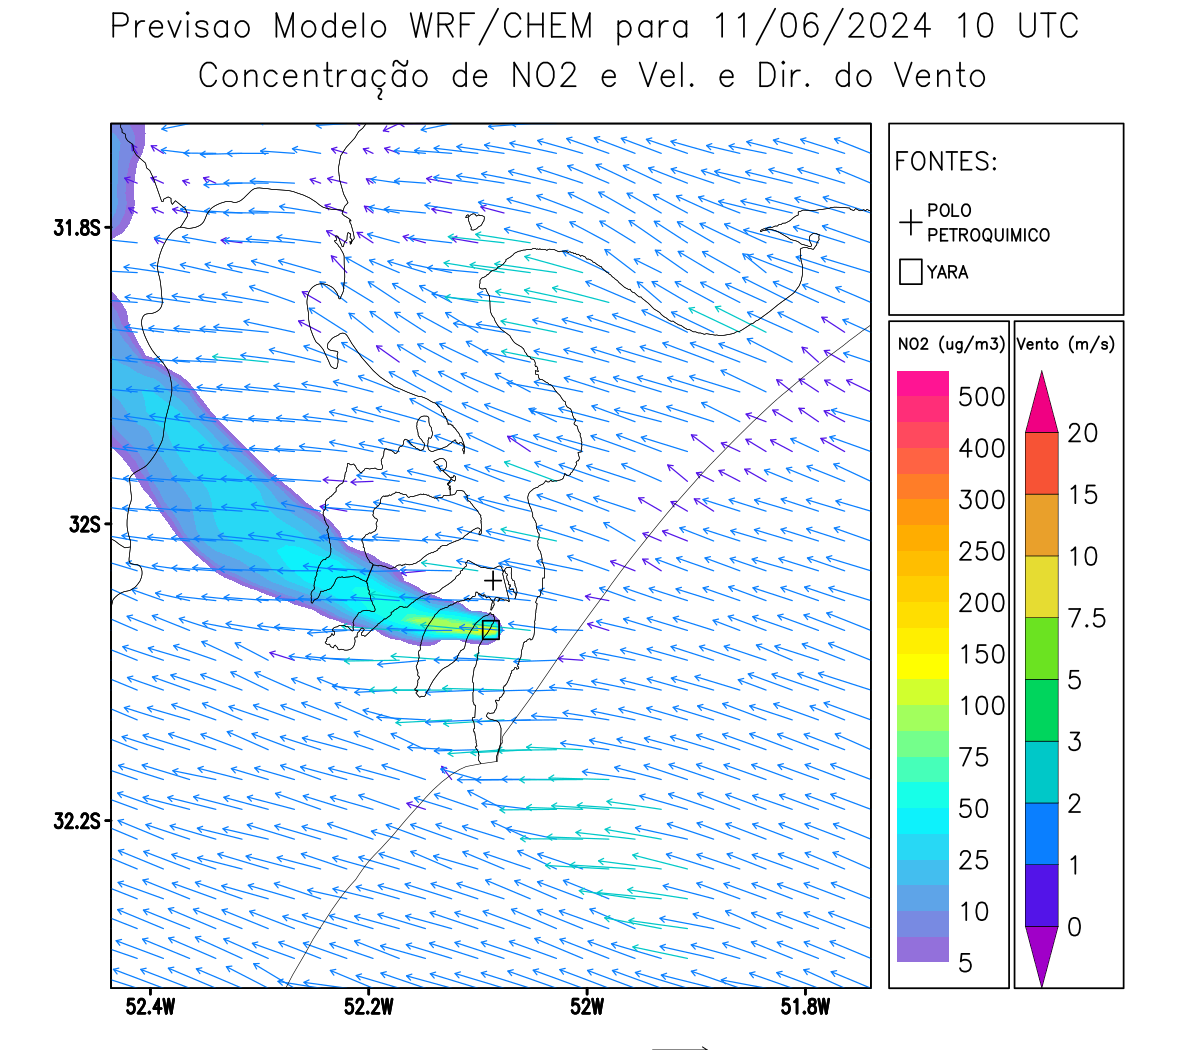 Previsao Modelo WRF/CHEM para 11/06/2024 10 UTC
Concentração de NO2 e Vel. e Dir. do Vento
FONTES:
POLO
PETROQUIMICO
YARA
NO2 (ug/m3)
500
400
300
250
200
150
100
75
50
25
10
5
Vento (m/s)
20
15
10
7.5
5
3
2
1
0
31.8S
32S
32.2S
52.4W
52.2W
52W
51.8W